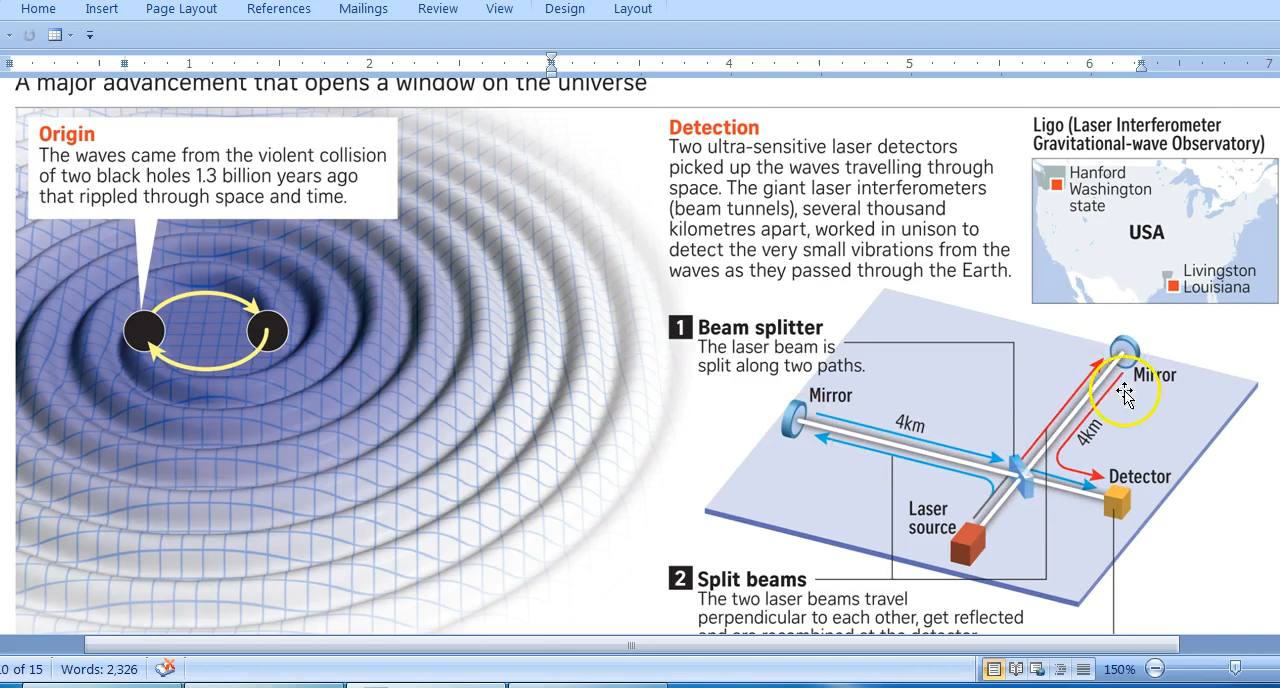 Home Insert Page Layout References Mailings Review View Design Layout
1 2 4 5 6 7
A major advancement that opens a window on the universe
Origin
The waves came from the violent collision
of two black holes 1.3 billion years ago
that rippled through space and time.
Detection
Two ultra-sensitive laser detectors
picked up the waves travelling through
space. The giant laser interferometers
(beam tunnels), several thousand
kilometres apart, worked in unison to
detect the very small vibrations from the
waves as they passed through the Earth.
Ligo (Laser Interferometer
Gravitational-wave Observatory)
Hanford
Washington
state
USA
Livingston
Louisiana
1 Beam splitter
The laser beam is
split along two paths.
Mirror
4km
Mirror
4km
Detector
Laser
source
2 Split beams
The two laser beams travel
perpendicular to each other, get reflected
and are recombined at the detector
0 of 15 Words: 2,326 150%